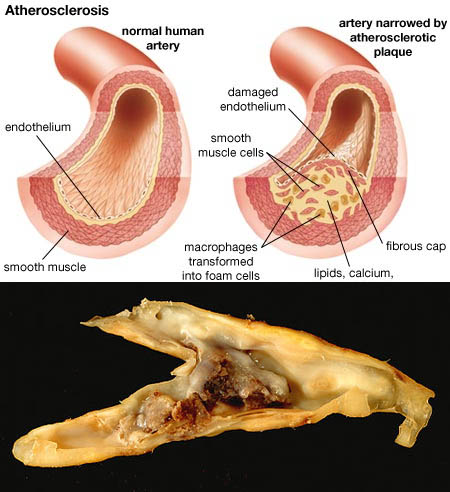 Atherosclerosis
normal human
artery
artery narrowed by
atherosclerotic
plaque
damaged
endothelium
endothelium
smooth
muscle cells
smooth muscle
macrophages
transformed
into foam cells
fibrous cap
lipids, calcium,